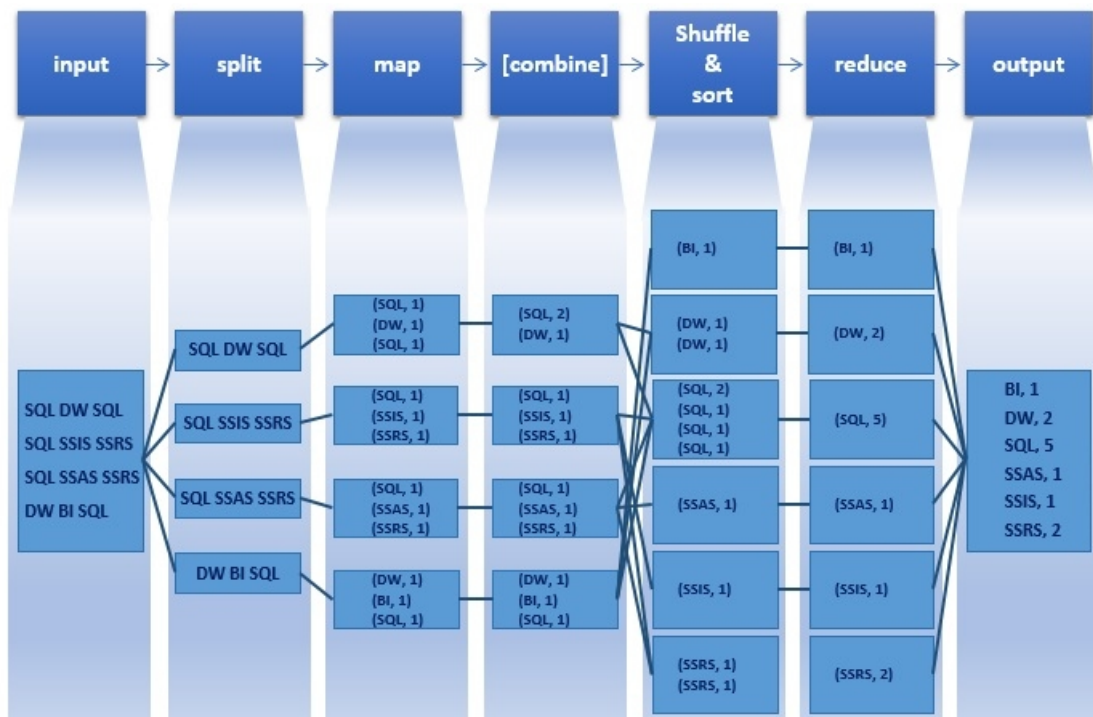 input
split
map
[combine]
Shuffle
&
sort
reduce
output
SQL DW SQL
SQL SSIS SSRS
SQL SSAS SSRS
DW BI SQL
SQL DW SQL
SQL SSIS SSRS
SQL SSAS SSRS
DW BI SQL
(SQL, 1)
(DW, 1)
(SQL, 1)
(SQL, 1)
(SSIS, 1)
(SSRS, 1)
(SQL, 1)
(SSAS, 1)
(SSRS, 1)
(DW, 1)
(BI, 1)
(SQL, 1)
(SQL, 2)
(DW, 1)
(SQL, 1)
(SSIS, 1)
(SSRS, 1)
(SQL, 1)
(SSAS, 1)
(SSRS, 1)
(DW, 1)
(BI, 1)
(SQL, 1)
(BI, 1)
(DW, 1)
(DW, 1)
(SQL, 2)
(SQL, 1)
(SQL, 1)
(SQL, 1)
(SSAS, 1)
(SSIS, 1)
(SSRS, 1)
(SSRS, 1)
(BI, 1)
(DW, 2)
(SQL, 5)
(SSAS, 1)
(SSIS, 1)
(SSRS, 2)
BI, 1
DW, 2
SQL, 5
SSAS, 1
SSIS, 1
SSRS, 2